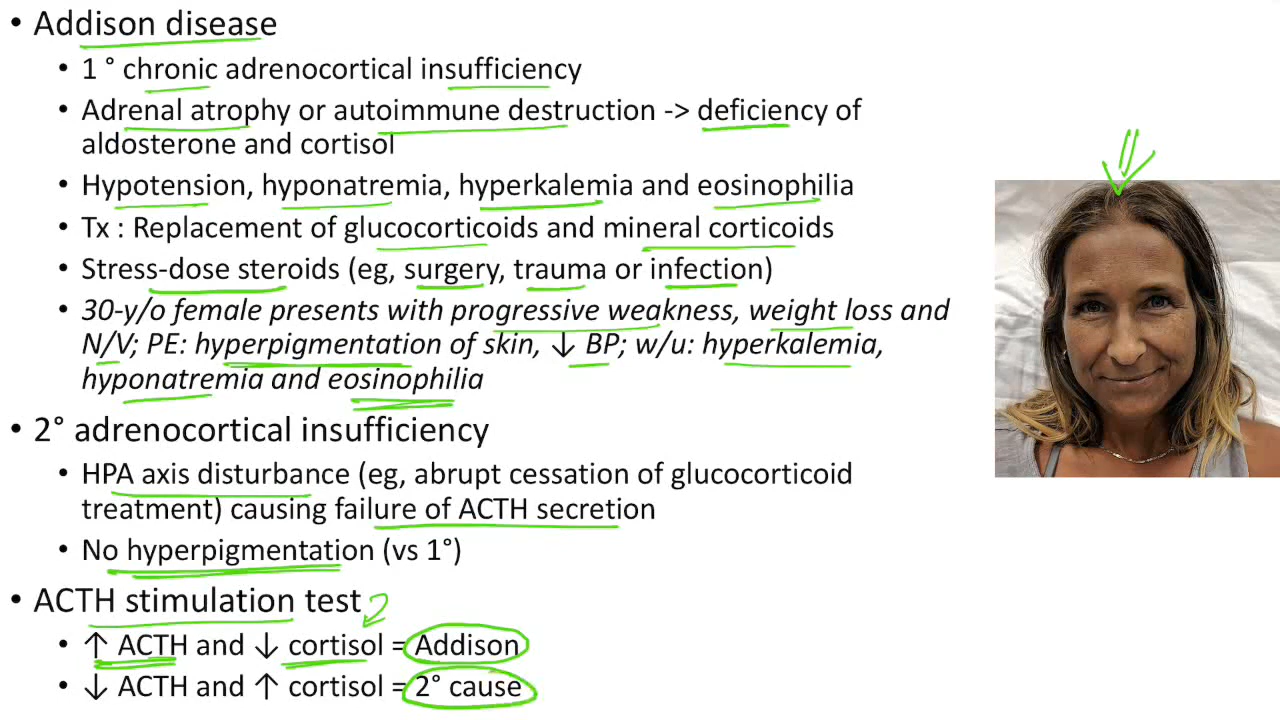 • Addison disease
• 1 ° chronic adrenocortical insufficiency
• Adrenal atrophy or autoimmune destruction -> deficiency of
aldosterone and cortisol
• Hypotension, hyponatremia, hyperkalemia and eosinophilia
• Tx : Replacement of glucocorticoids and mineral corticoids
• Stress-dose steroids (eg, surgery, trauma or infection)
• 30-y/o female presents with progressive weakness, weight loss and
N/V; PE: hyperpigmentation of skin, ↓ BP; w/u: hyperkalemia,
hyponatremia and eosinophilia
• 2° adrenocortical insufficiency
• HPA axis disturbance (eg, abrupt cessation of glucocorticoid
treatment) causing failure of ACTH secretion
• No hyperpigmentation (vs 1°)
• ACTH stimulation test
• ↑ ACTH and ↓ cortisol = Addison
• ↓ ACTH and ↑ cortisol = 2° cause